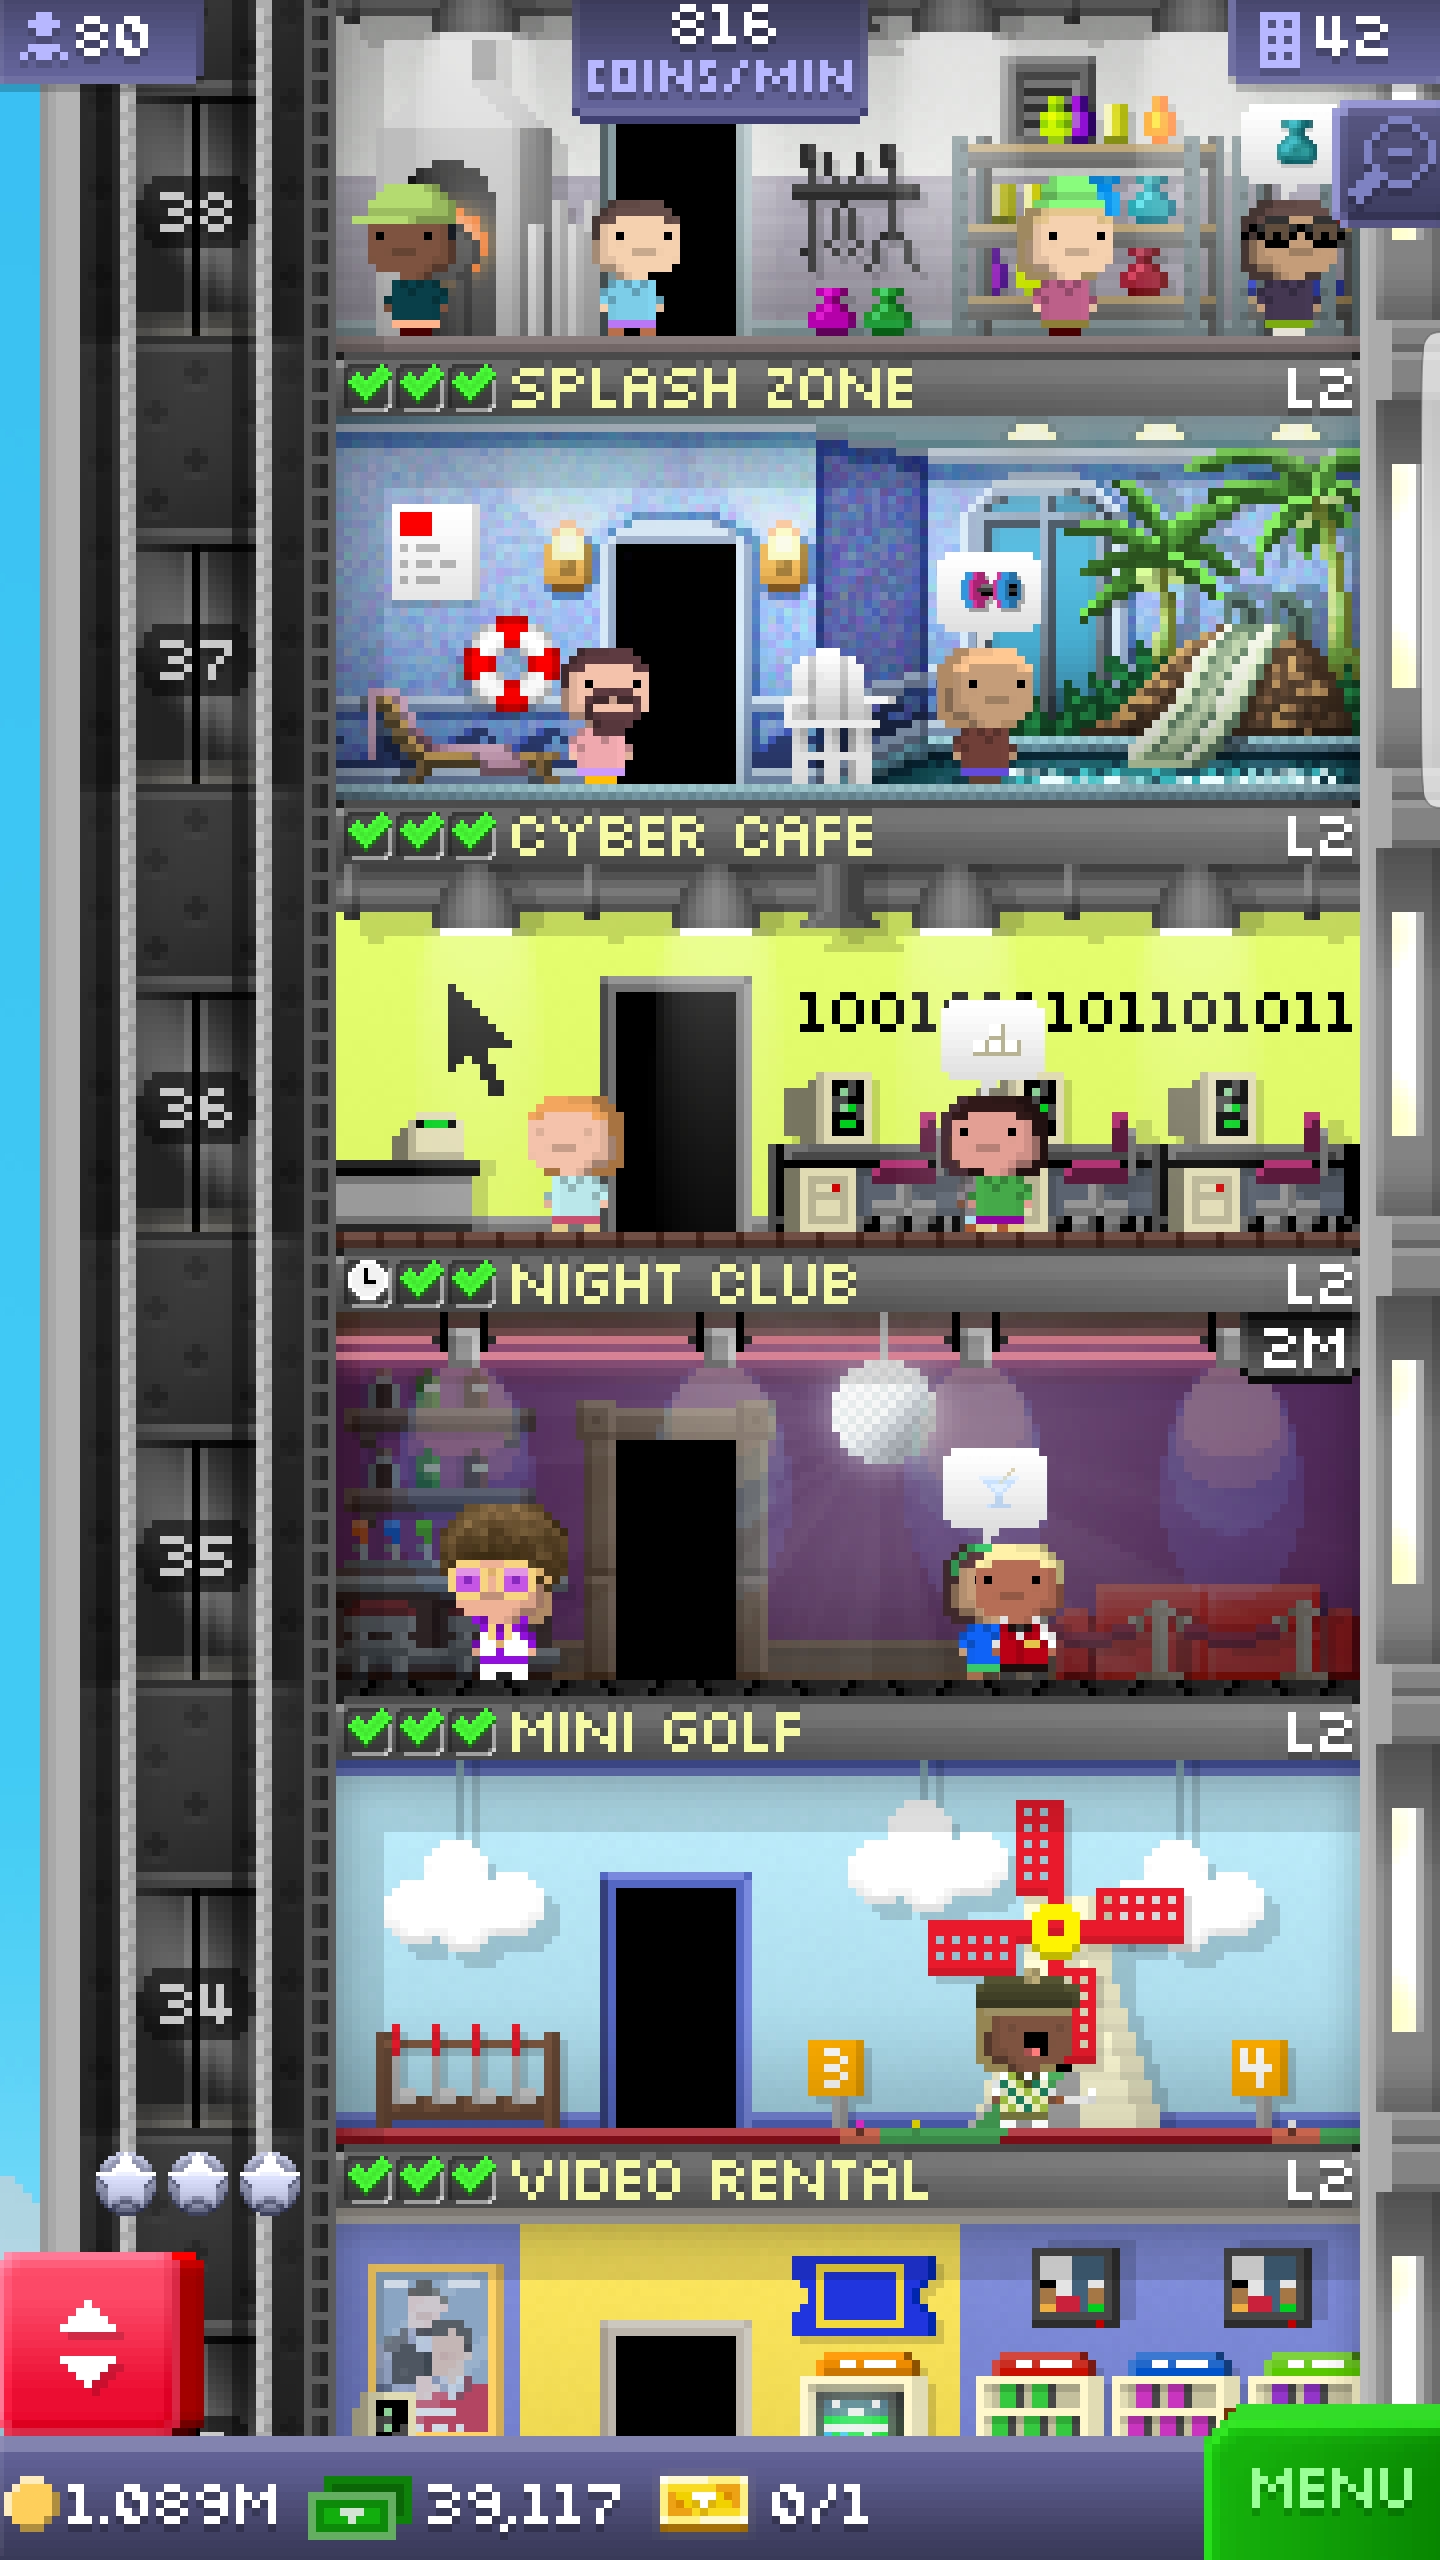 80
816
COINS/MIN
42
38
SPLASH ZONE L2
37
CYBER CAFE L2
1001 101101011
36
NIGHT CLUB L2
2M
35
MINI GOLF L2
34
3
4
VIDEO RENTAL L2
1.089M 39,117 0/1
MENU